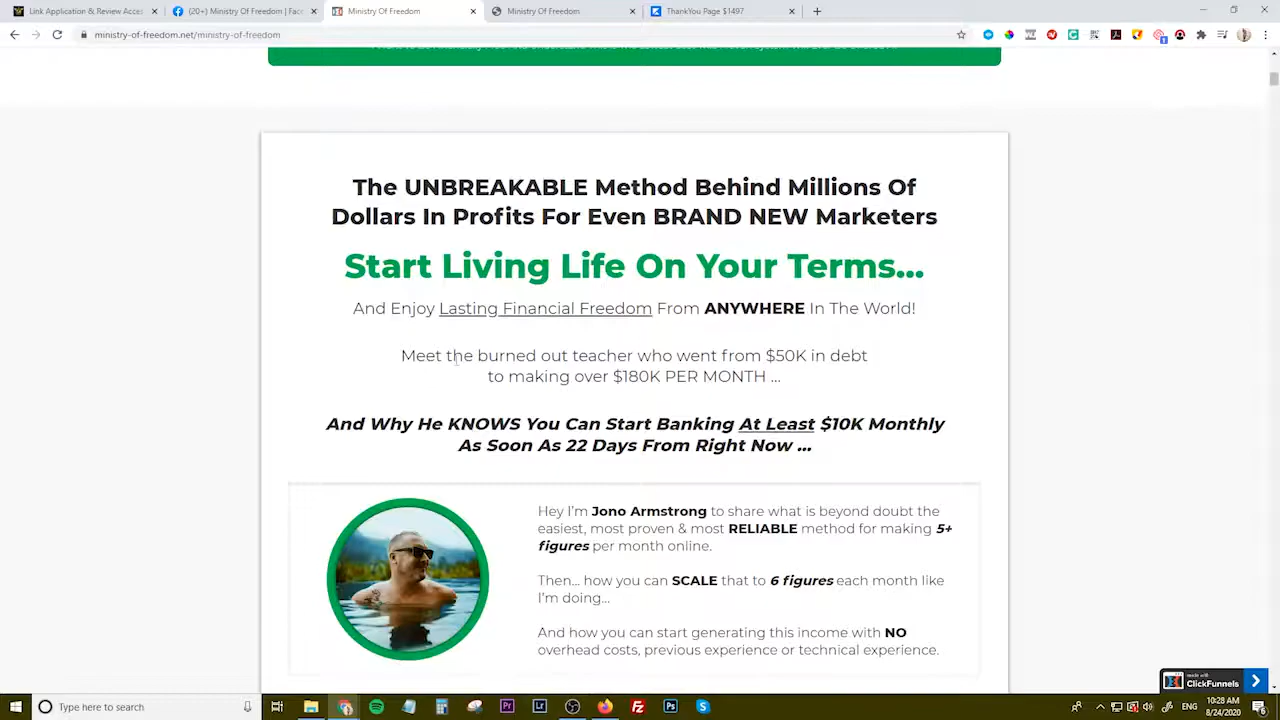 Link Application & Review Acces
(20+) Ministry Of Freedom | Face
Ministry Of Freedom
Ministry Of Freedom
ThankYou Page $1497
ministry-of-freedom.net/ministry-of-freedom
The UNBREAKABLE Method Behind Millions Of
Dollars In Profits For Even BRAND NEW Marketers
Start Living Life On Your Terms...
And Enjoy Lasting Financial Freedom From ANYWHERE In The World!
Meet the burned out teacher who went from $50K in debt
to making over $180K PER MONTH ...
And Why He KNOWS You Can Start Banking At Least $10K Monthly
As Soon As 22 Days From Right Now ...
Hey I'm Jono Armstrong to share what is beyond doubt the
easiest, most proven & most RELIABLE method for making 5+
figures per month online.
Then... how you can SCALE that to 6 figures each month like
I'm doing...
And how you can start generating this income with NO
overhead costs, previous experience or technical experience.
made with
ClickFunnels
Type here to search
ENG
10:28 AM
8/24/2020